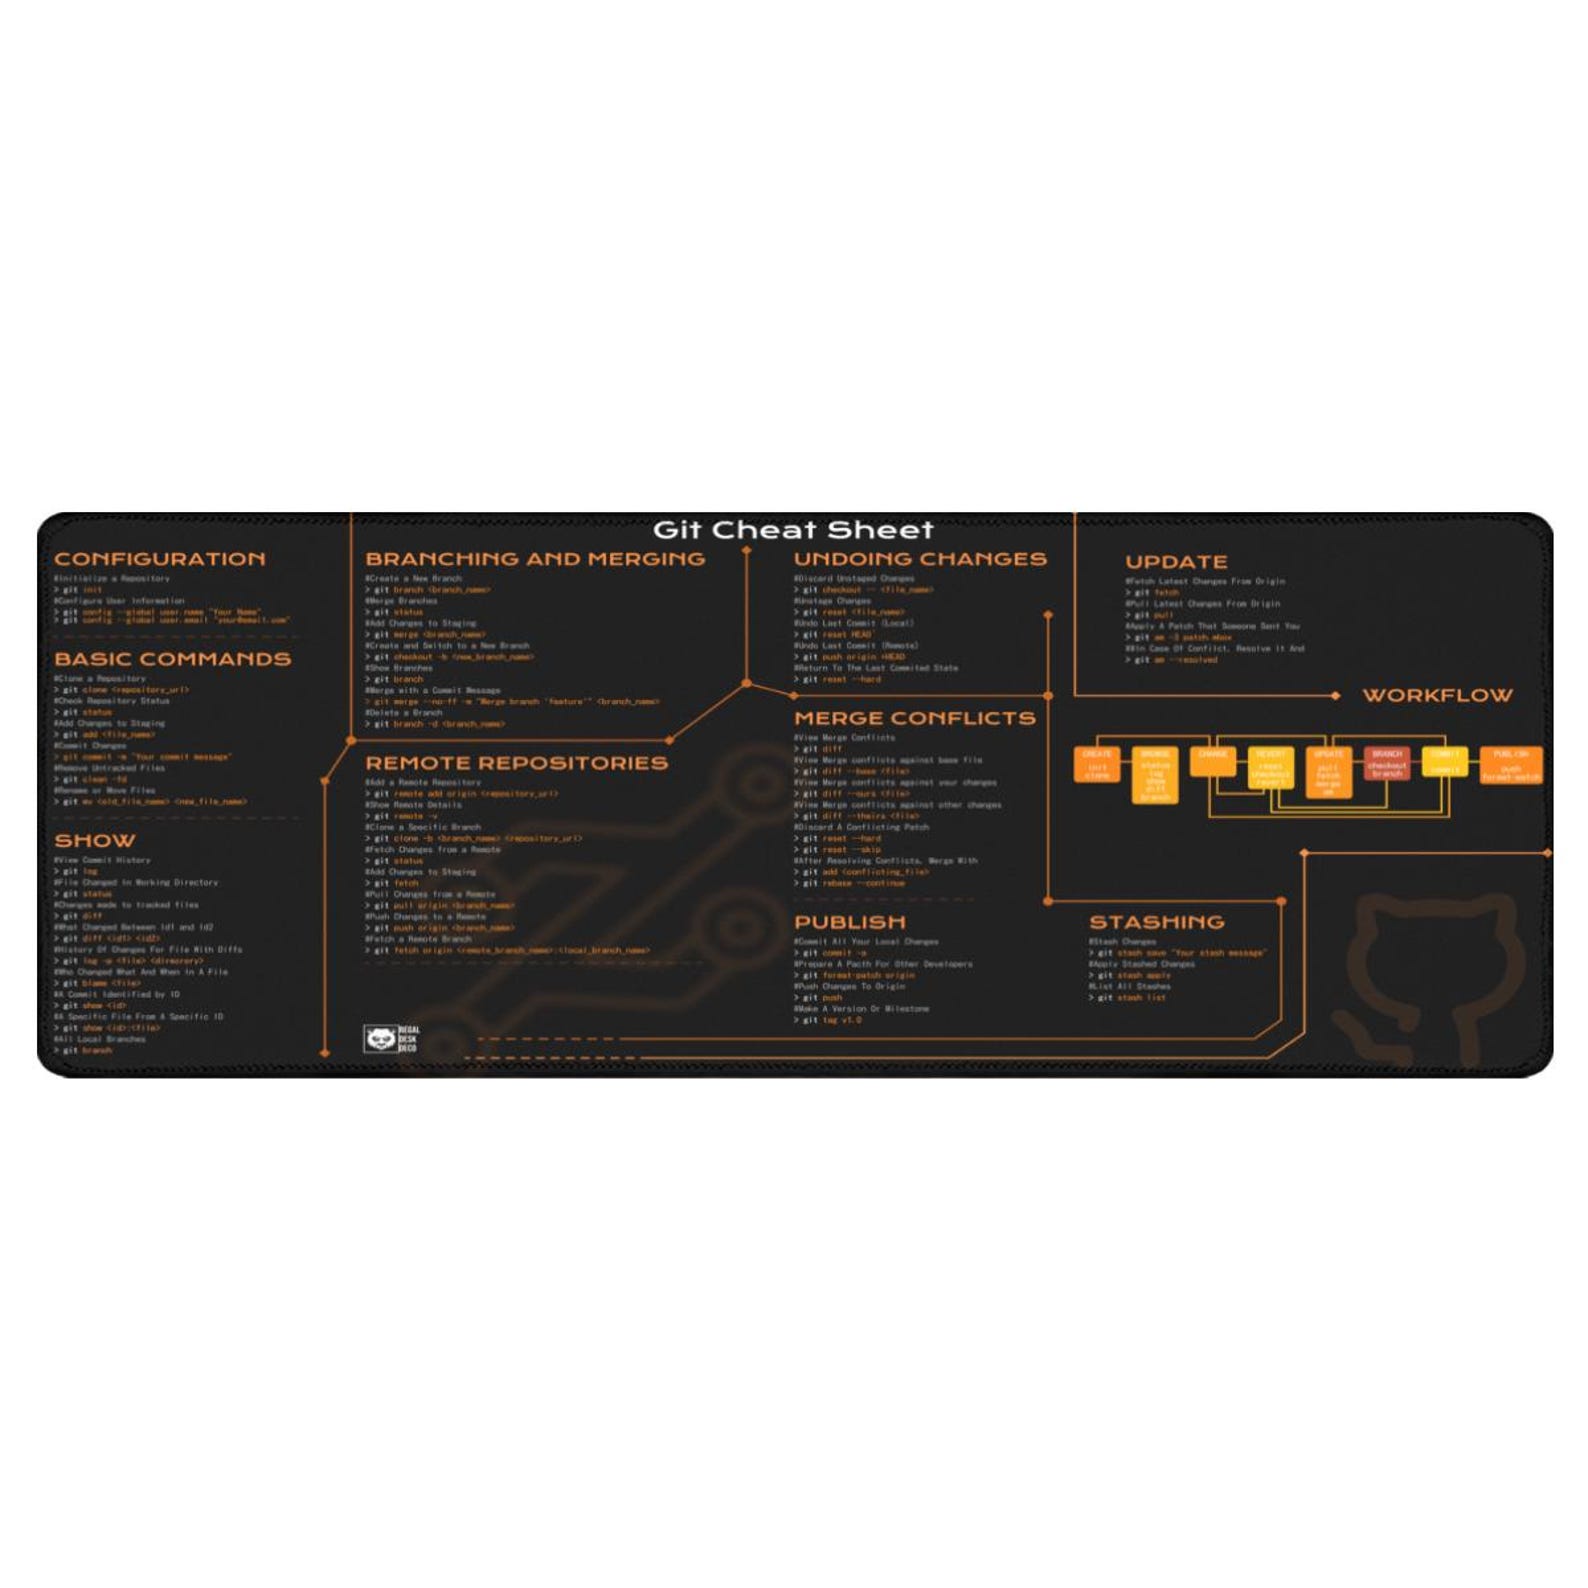 Git Cheat Sheet
CONFIGURATION
#Initialize a Repository
> git init
#Configure User Information
> git config --global user.name "Your Name"
> git config --global user.email "your@email.com"
BASIC COMMANDS
#Clone a Repository
> git clone <repository_url>
#Check Repository Status
> git status
#Add Changes to Staging
> git add <file_name>
#Commit Changes
> git commit -m "Your commit message"
#Remove Untracked Files
> git clean -fd
#Rename or Move Files
> git mv <old_file_name> <new_file_name>
SHOW
#View Commit History
> git log
#File Changed in Working Directory
> git status
#Changes made to tracked files
> git diff
#What Changed Between id1 and id2
> git diff <id1> <id2>
#History Of Changes For File With Diffs
> git log -p <file> <direrory>
#Who Changed What And When In A File
> git blame <file>
#A Commit Identified by ID
> git show <id>
#A Specific File From A Specific ID
> git show <id>:<file>
#All Local Branches
> git branch
BRANCHING AND MERGING
#Create a New Branch
> git branch <branch_name>
#Merge Branches
> git status
#Add Changes to Staging
> git merge <branch_name>
#Create and Switch to a New Branch
> git checkout -b <new_branch_name>
#Show Branches
> git branch
#Merge with a Commit Message
> git merge --no-ff -m "Merge branch 'feature'" <branch_name>
#Delete a Branch
> git branch -d <branch_name>
REMOTE REPOSITORIES
#Add a Remote Repository
> git remote add origin <repository_url>
#Show Remote Details
> git remote -v
#Clone a Specific Branch
> git clone -b <branch_name> <repository_url>
#Fetch Changes from a Remote
> git status
#Add Changes to Staging
> git fetch
#Pull Changes from a Remote
> git pull origin <branch_name>
#Push Changes to a Remote
> git push origin <branch_name>
#Fetch a Remote Branch
> git fetch origin <remote_branch_name>:<local_branch_name>
REGAL
DESK
DECO
UNDOING CHANGES
#Discard Unstaged Changes
> git checkout -- <file_name>
#Unstage Changes
> git reset <file_name>
#Undo Last Commit (Local)
> git reset HEAD^
#Undo Last Commit (Remote)
> git push origin +HEAD^
#Return To The Last Commited State
> git reset --hard
MERGE CONFLICTS
#View Merge Conflicts
> git diff
#View Merge conflicts against base file
> git diff --base <file>
#View Merge conflicts against your changes
> git diff --ours <file>
#View Merge conflicts against other changes
> git diff --theirs <file>
#Discard A Conflicting Patch
> git reset --hard
> git reset --skip
#After Resolving Conflicts, Merge With
> git add <conflicting_file>
> git rebase --continue
PUBLISH
#Commit All Your Local Changes
> git commit -a
#Prepare A Pacth For Other Developers
> git format-patch origin
#Push Changes To Origin
> git push
#Make A Version Or Milestone
> git tag v1.0
UPDATE
#Fetch Latest Changes From Origin
> git fetch
#Pull Latest Changes From Origin
> git pull
#Apply A Patch That Someone Sent You
> git am -3 patch.mbox
##In Case Of Conflict, Resolve It And
> git am --resolved
WORKFLOW
CREATE
init
clone
BROWSE
status
log
show
diff
branch
CHANGE
REVERT
reset
checkout
revert
UPDATE
pull
fetch
merge
am
BRANCH
checkout
branch
COMMIT
commit
PUBLISH
push
format-patch
STASHING
#Stash Changes
> git stash save "Your stash message"
#Apply Stashed Changes
> git stash apply
#List All Stashes
> git stash list